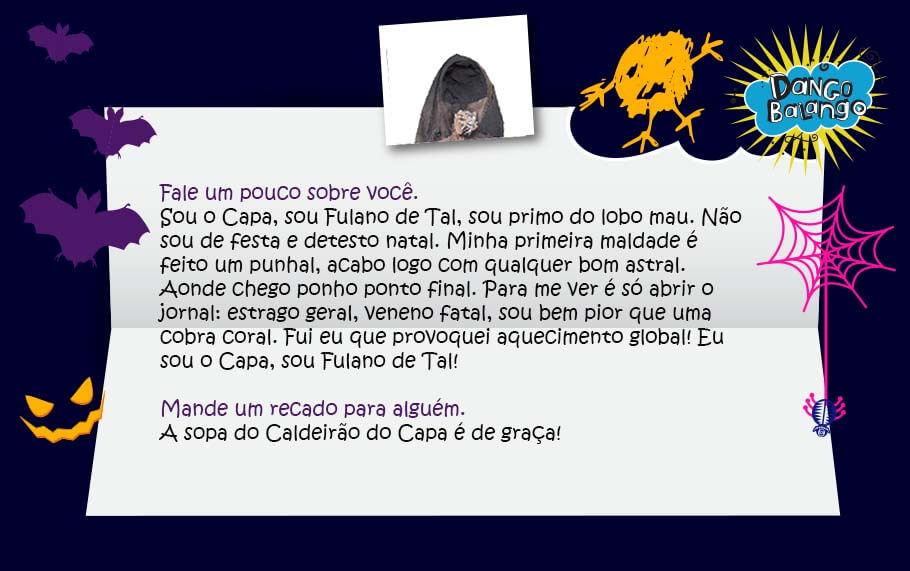 Dango
Balango
Fale um pouco sobre você.
Sou o Capa, sou Fulano de Tal, sou primo do lobo mau. Não
sou de festa e detesto natal. Minha primeira maldade é
feito um punhal, acabo logo com qualquer bom astral.
Aonde chego ponho ponto final. Para me ver é só abrir o
jornal: estrago geral, veneno fatal, sou bem pior que uma
cobra coral. Fui eu que provoquei aquecimento global! Eu
sou o Capa, sou Fulano de Tal!
Mande um recado para alguém.
A sopa do Caldeirão do Capa é de graça!